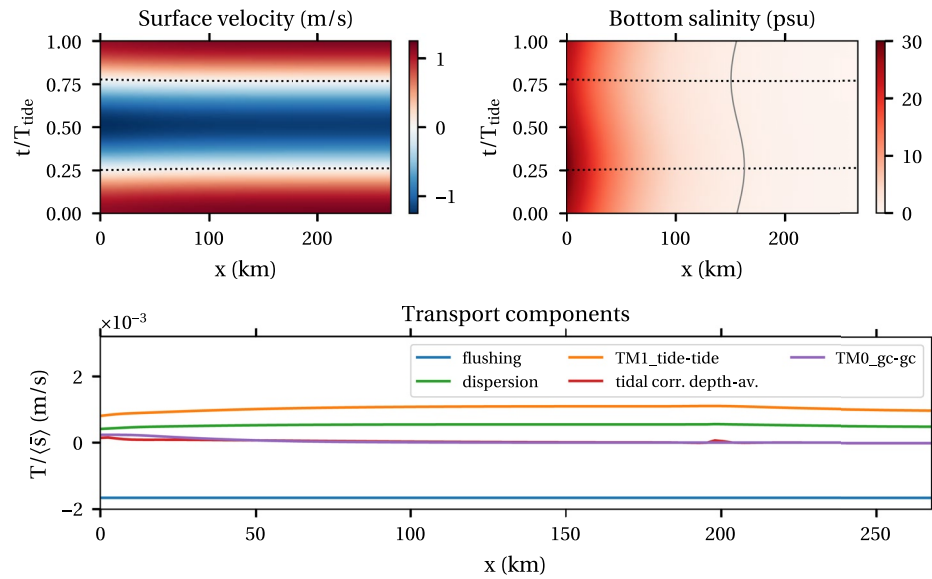 Surface velocity (m/s)
1.00
0.75
0.50
0.25
0.00
t/T_tide
0
100
200
x (km)
1
0
−1
Bottom salinity (psu)
1.00
0.75
0.50
0.25
0.00
t/T_tide
0
100
200
x (km)
30
20
10
0
Transport components
×10⁻³
2
0
−2
T/⟨s̄⟩ (m/s)
flushing
dispersion
TM1_tide-tide
tidal corr. depth-av.
TM0_gc-gc
0
50
100
150
200
250
x (km)